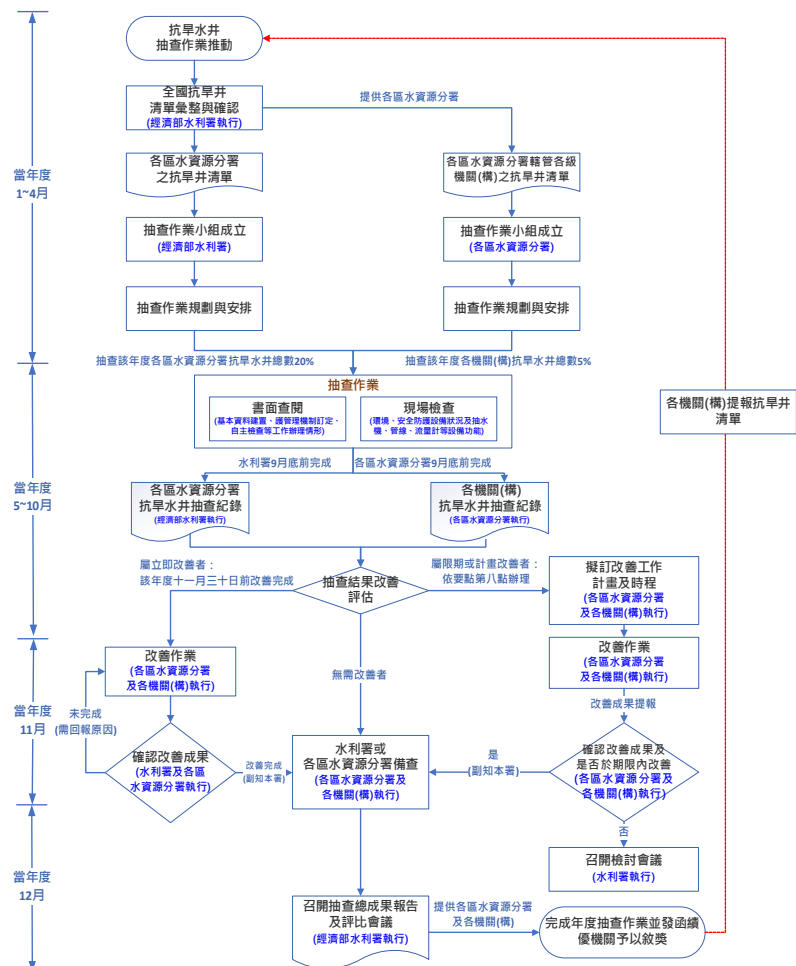 抗旱水井
抽查作業推動
全國抗旱井
清單彙整與確認
(經濟部水利署執行)
提供各區水資源分署
各區水資源分署
之抗旱井清單
各區水資源分署轄管各級
機關(構)之抗旱井清單
當年度
1~4月
抽查作業小組成立
(經濟部水利署)
抽查作業小組成立
(各區水資源分署)
抽查作業規劃與安排
抽查作業規劃與安排
抽查該年度各區水資源分署抗旱水井總數20%
抽查該年度各機關(構)抗旱水井總數5%
抽查作業
書面查閱
(基本資料建置、護管理機制訂定、
自主檢查等工作辦理情形)
現場檢查
(環境、安全防護設備狀況及抽水
機、管線、流量計等設備功能)
各機關(構)提報抗旱井
清單
水利署9月底前完成
各區水資源分署9月底前完成
當年度
5~10月
各區水資源分署
抗旱水井抽查紀錄
(經濟部水利署執行)
各機關(構)
抗旱水井抽查紀錄
(各區水資源分署執行)
屬立即改善者：
該年度十一月三十日前改善完成
抽查結果改善
評估
屬限期或計畫改善者：
依要點第八點辦理
擬訂改善工作
計畫及時程
(各區水資源分署
及各機關(構)執行)
改善作業
(各區水資源分署
及各機關(構)執行)
無需改善者
改善作業
(各區水資源分署
及各機關(構)執行)
改善成果提報
當年度
11月
未完成
(需回報原因)
確認改善成果
(水利署及各區
水資源分署執行)
改善完成
(副知本署)
水利署或
各區水資源分署備查
(各區水資源分署及
各機關(構)執行)
是
(副知本署)
確認改善成果及
是否於期限內改善
(各區水資源分署及
各機關(構)執行)
否
召開檢討會議
(水利署執行)
當年度
12月
召開抽查總成果報告
及評比會議
(經濟部水利署執行)
提供各區水資源分署
及各機關(構)
完成年度抽查作業並發函績
優機關予以敘獎